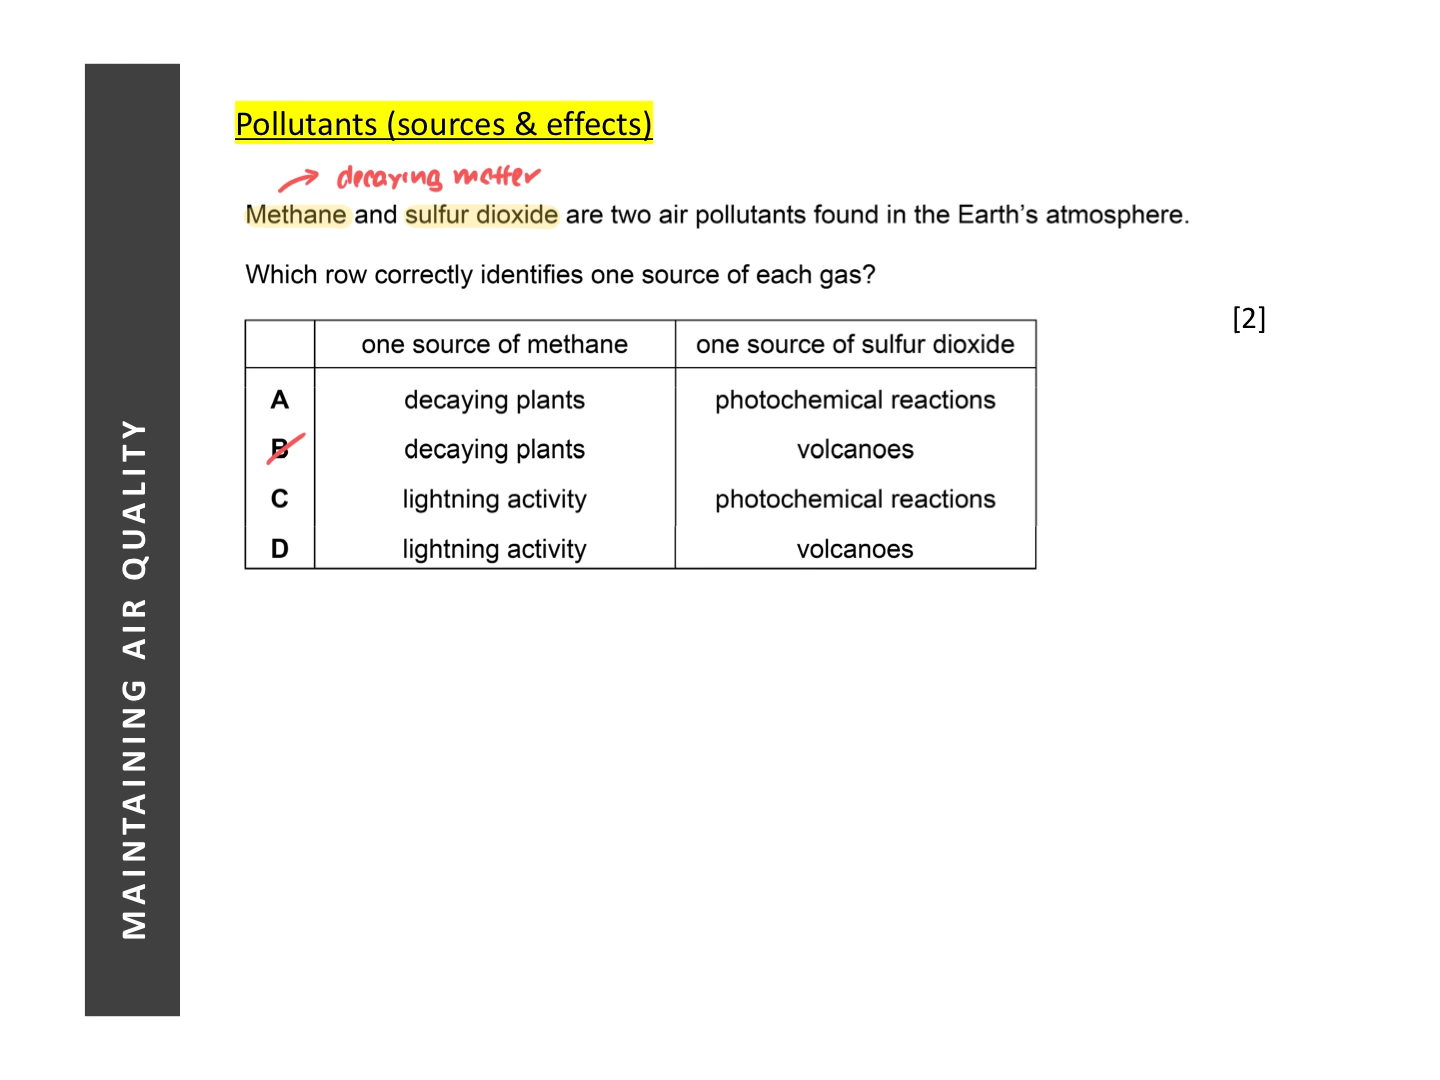 MAINTAINING AIR QUALITY
Pollutants (sources & effects)
decaying matter
Methane and sulfur dioxide are two air pollutants found in the Earth's atmosphere.
Which row correctly identifies one source of each gas?
[2]
one source of methane one source of sulfur dioxide
A decaying plants photochemical reactions
B decaying plants volcanoes
C lightning activity photochemical reactions
D lightning activity volcanoes